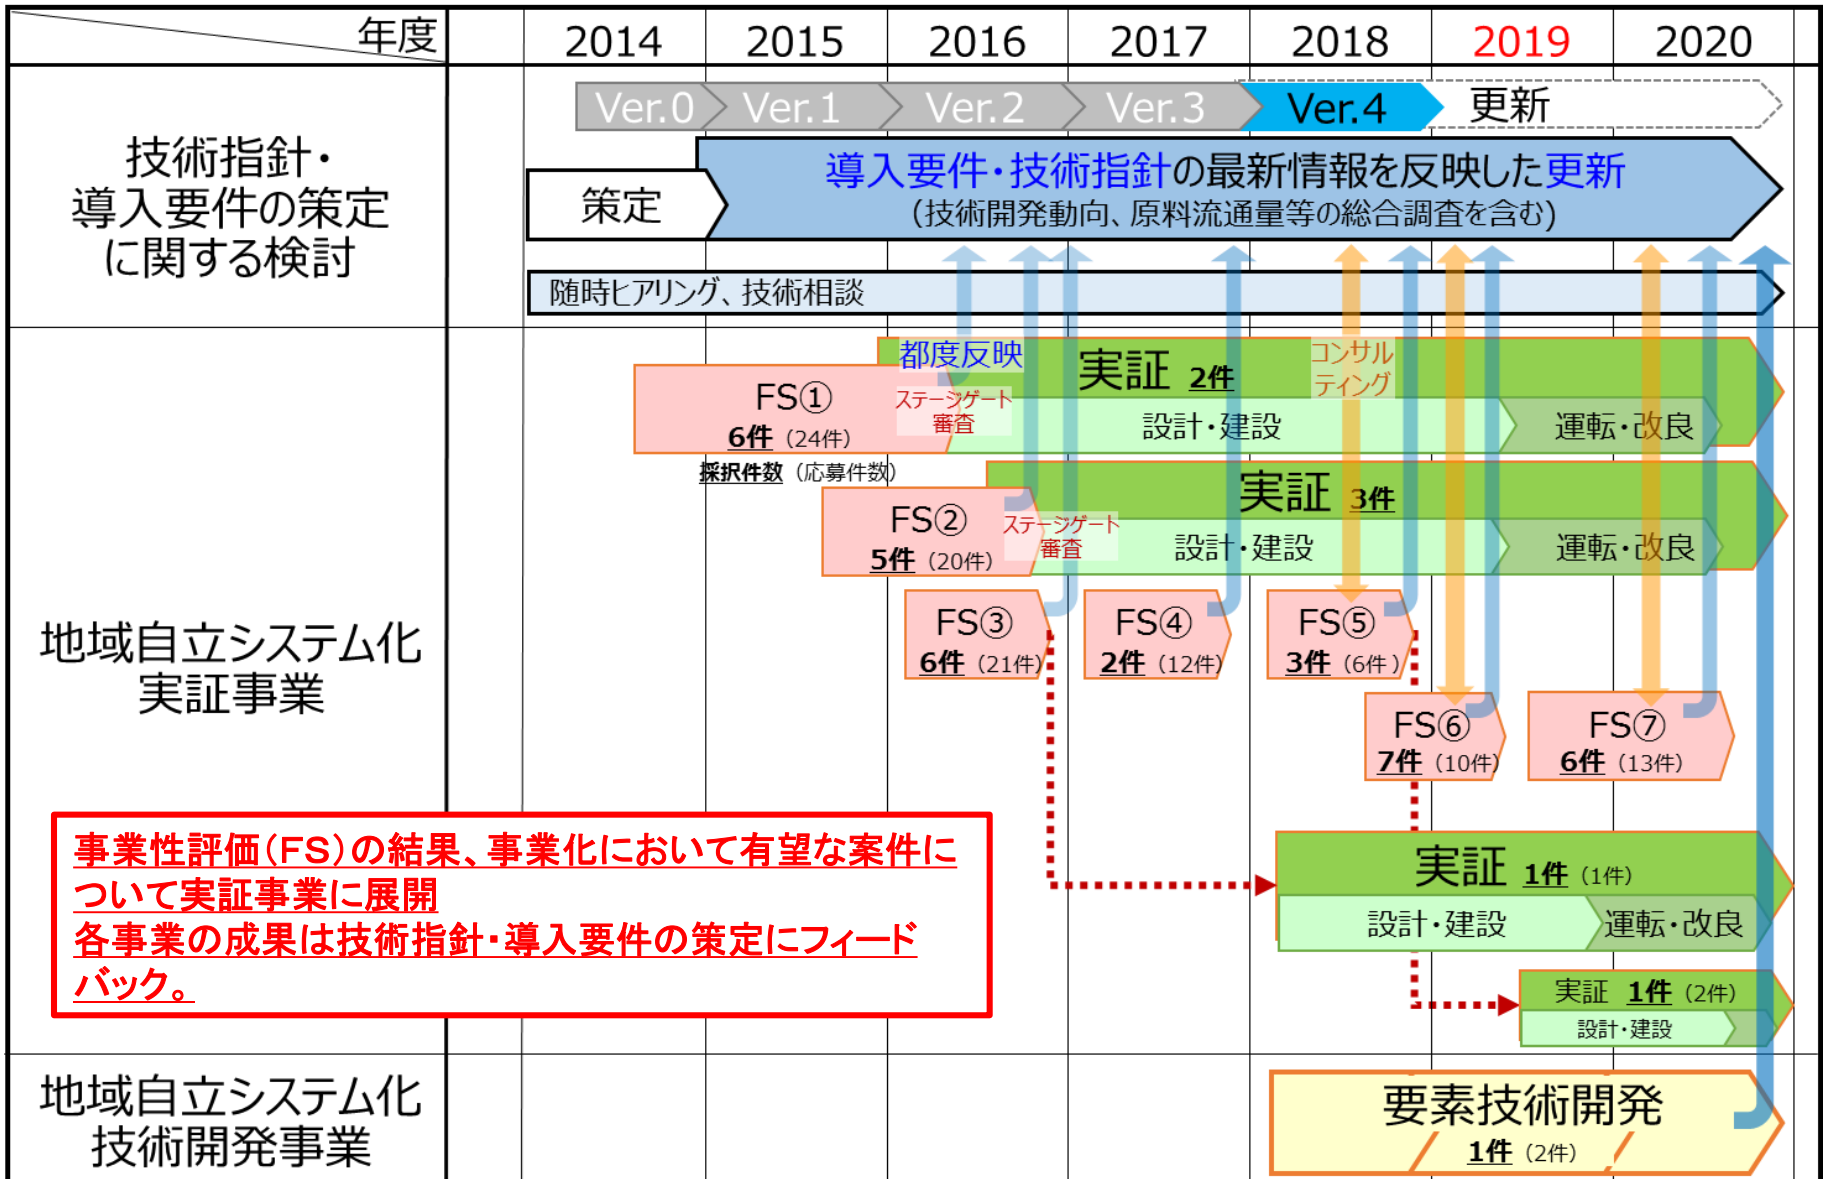 年度
2014
2015
2016
2017
2018
2019
2020
技術指針・
導入要件の策定
に関する検討
Ver.0
Ver.1
Ver.2
Ver.3
Ver.4
更新
策定
導入要件・技術指針の最新情報を反映した更新
（技術開発動向、原料流通量等の総合調査を含む）
随時ヒアリング、技術相談
地域自立システム化
実証事業
FS①
6件（24件）
採択件数（応募件数）
都度反映
ステージゲート
審査
実証 2件
コンサル
ティング
設計・建設
運転・改良
FS②
5件（20件）
ステージゲート
審査
実証 3件
設計・建設
運転・改良
FS③
6件（21件）
FS④
2件（12件）
FS⑤
3件（6件）
FS⑥
7件（10件）
FS⑦
6件（13件）
事業性評価（FS）の結果、事業化において有望な案件に
ついて実証事業に展開
各事業の成果は技術指針・導入要件の策定にフィード
バック。
実証 1件（1件）
設計・建設
運転・改良
実証 1件（2件）
設計・建設
地域自立システム化
技術開発事業
要素技術開発
1件（2件）